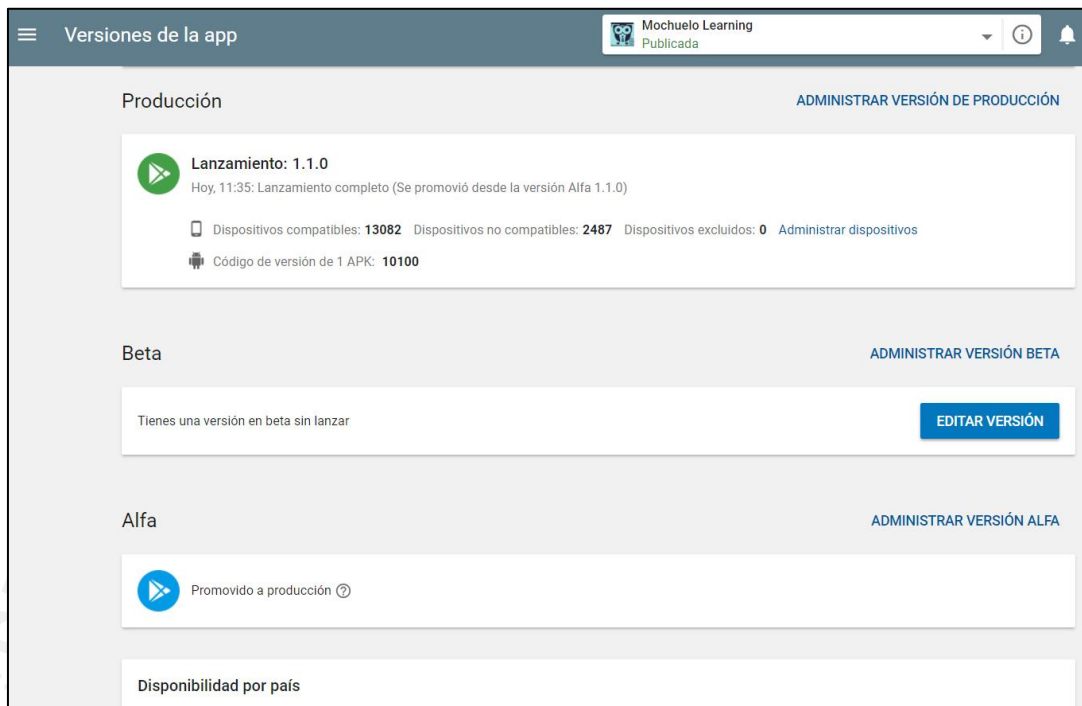 Versiones de la app
Mochuelo Learning
Publicada
Producción
ADMINISTRAR VERSIÓN DE PRODUCCIÓN
Lanzamiento: 1.1.0
Hoy, 11:35: Lanzamiento completo (Se promovió desde la versión Alfa 1.1.0)
Dispositivos compatibles: 13082 Dispositivos no compatibles: 2487 Dispositivos excluidos: 0 Administrar dispositivos
Código de versión de 1 APK: 10100
Beta
ADMINISTRAR VERSIÓN BETA
Tienes una versión en beta sin lanzar
EDITAR VERSIÓN
Alfa
ADMINISTRAR VERSIÓN ALFA
Promovido a producción
Disponibilidad por país